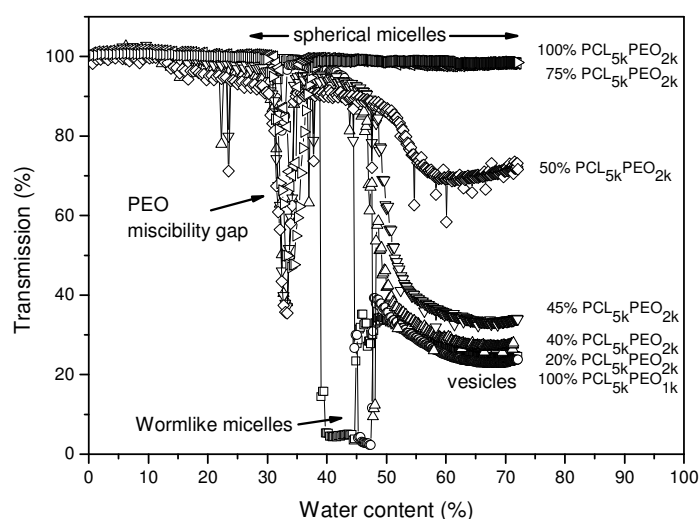 spherical micelles
100% PCL5kPEO2k
75% PCL5kPEO2k
50% PCL5kPEO2k
PEO
miscibility gap
45% PCL5kPEO2k
40% PCL5kPEO2k
20% PCL5kPEO2k
vesicles
100% PCL5kPEO1k
Wormlike micelles
Transmission (%)
100
80
60
40
20
0
0 10 20 30 40 50 60 70 80 90 100
Water content (%)